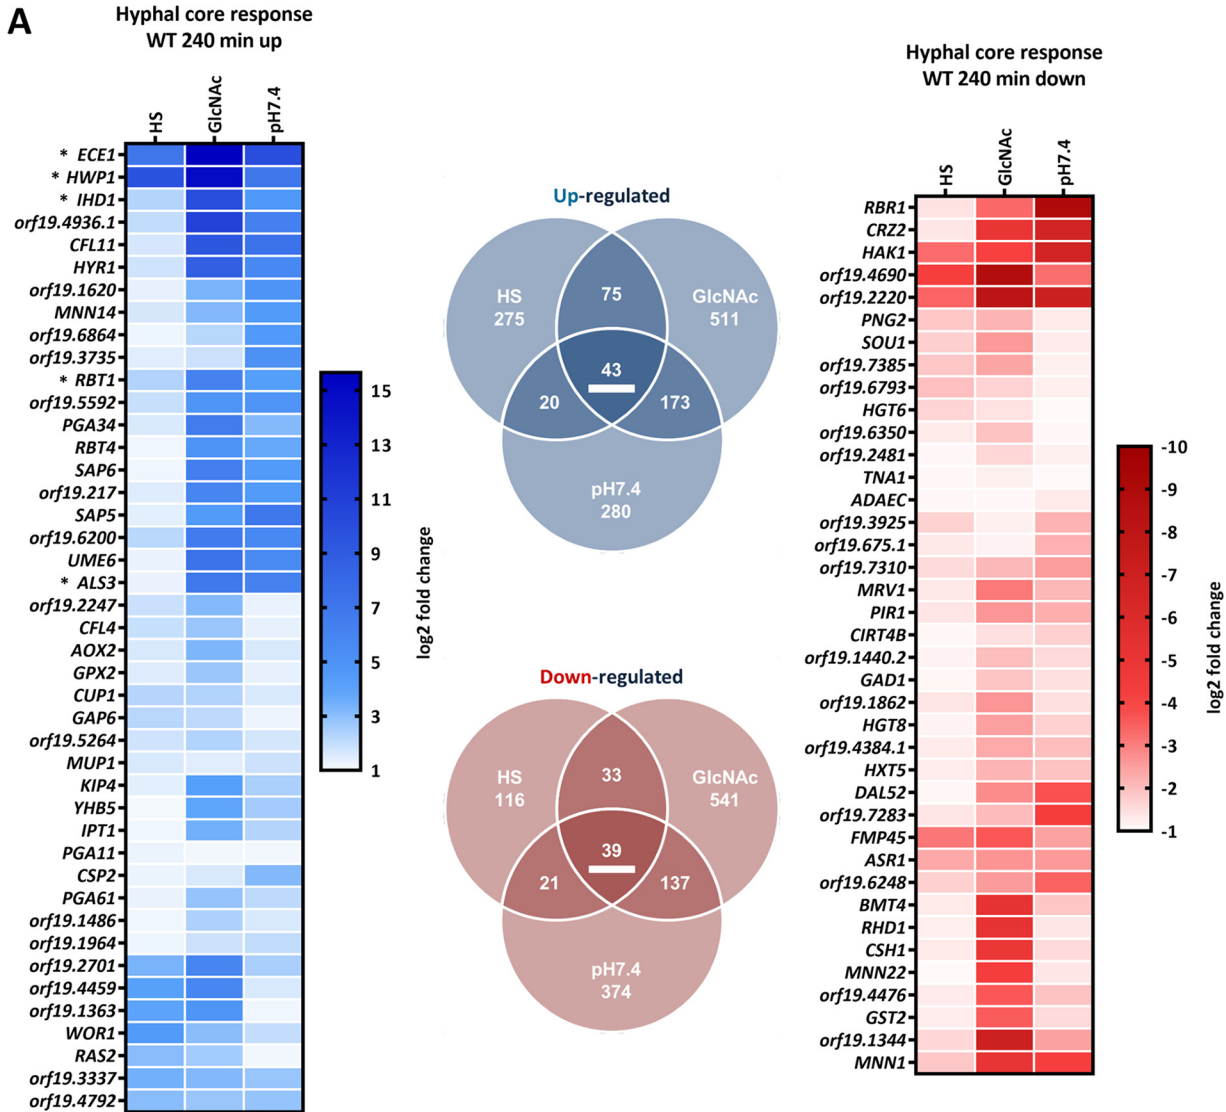 A
Hyphal core response
WT 240 min up
HS
GlcNAc
pH7.4
* ECE1
* HWP1
* IHD1
orf19.4936.1
CFL11
HYR1
orf19.1620
MNN14
orf19.6864
orf19.3735
* RBT1
orf19.5592
PGA34
RBT4
SAP6
orf19.217
SAP5
orf19.6200
UME6
* ALS3
orf19.2247
CFL4
AOX2
GPX2
CUP1
GAP6
orf19.5264
MUP1
KIP4
YHB5
IPT1
PGA11
CSP2
PGA61
orf19.1486
orf19.1964
orf19.2701
orf19.4459
orf19.1363
WOR1
RAS2
orf19.3337
orf19.4792
15
13
11
9
7
5
3
1
log2 fold change
Up-regulated
HS
275
75
GlcNAc
511
43
20
173
pH7.4
280
Down-regulated
HS
116
33
GlcNAc
541
39
21
137
pH7.4
374
Hyphal core response
WT 240 min down
HS
GlcNAc
pH7.4
RBR1
CRZ2
HAK1
orf19.4690
orf19.2220
PNG2
SOU1
orf19.7385
orf19.6793
HGT6
orf19.6350
orf19.2481
TNA1
ADAEC
orf19.3925
orf19.675.1
orf19.7310
MRV1
PIR1
CIRT4B
orf19.1440.2
GAD1
orf19.1862
HGT8
orf19.4384.1
HXT5
DAL52
orf19.7283
FMP45
ASR1
orf19.6248
BMT4
RHD1
CSH1
MNN22
orf19.4476
GST2
orf19.1344
MNN1
-10
-9
-8
-7
-6
-5
-4
-3
-2
-1
log2 fold change